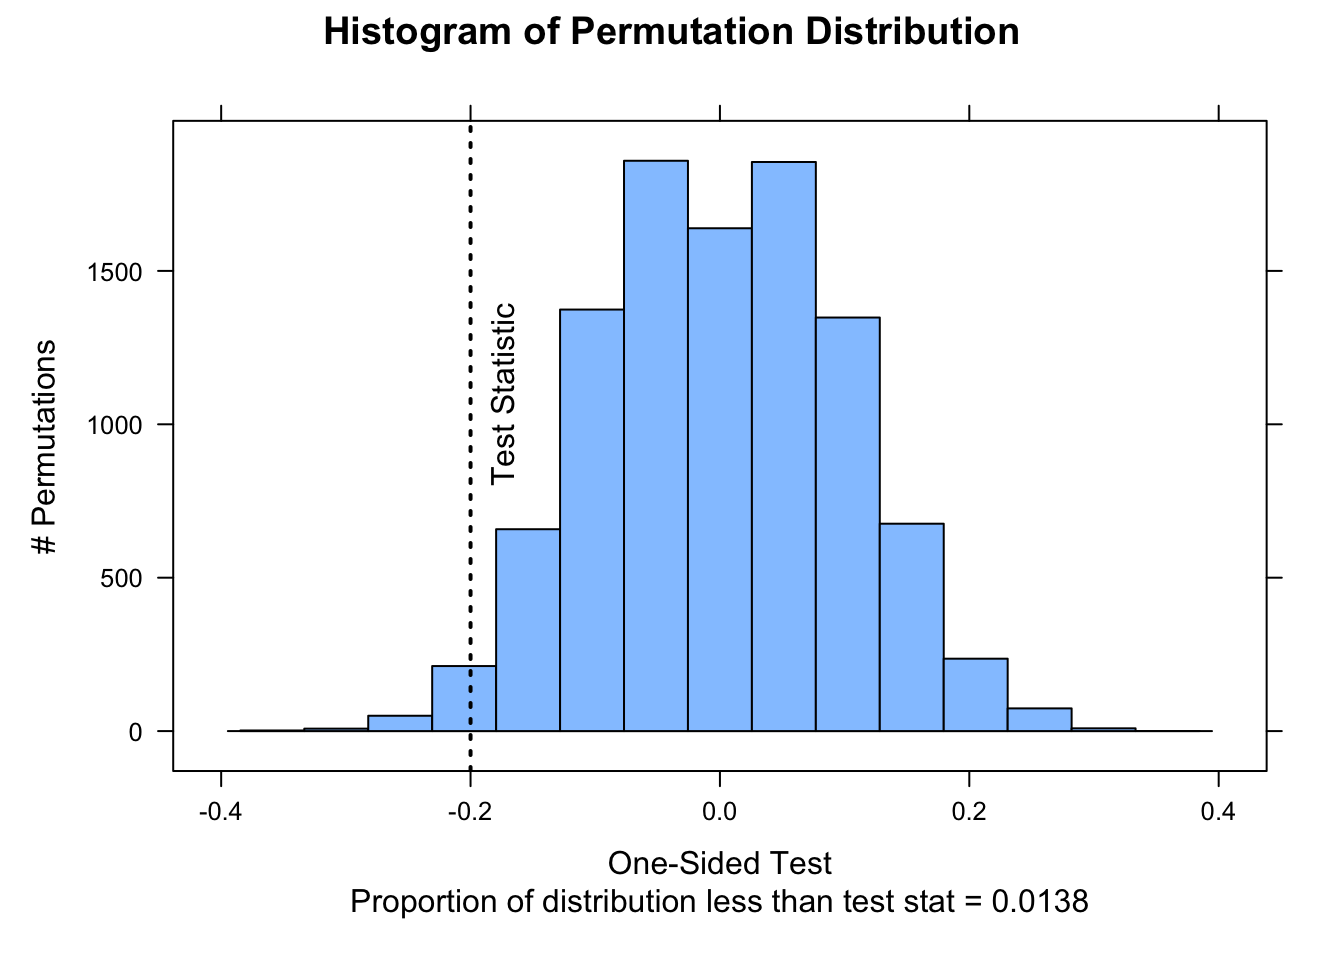 Histogram of Permutation Distribution
# Permutations
1500
1000
500
0
Test Statistic
-0.4
-0.2
0.0
0.2
0.4
One-Sided Test
Proportion of distribution less than test stat = 0.0138